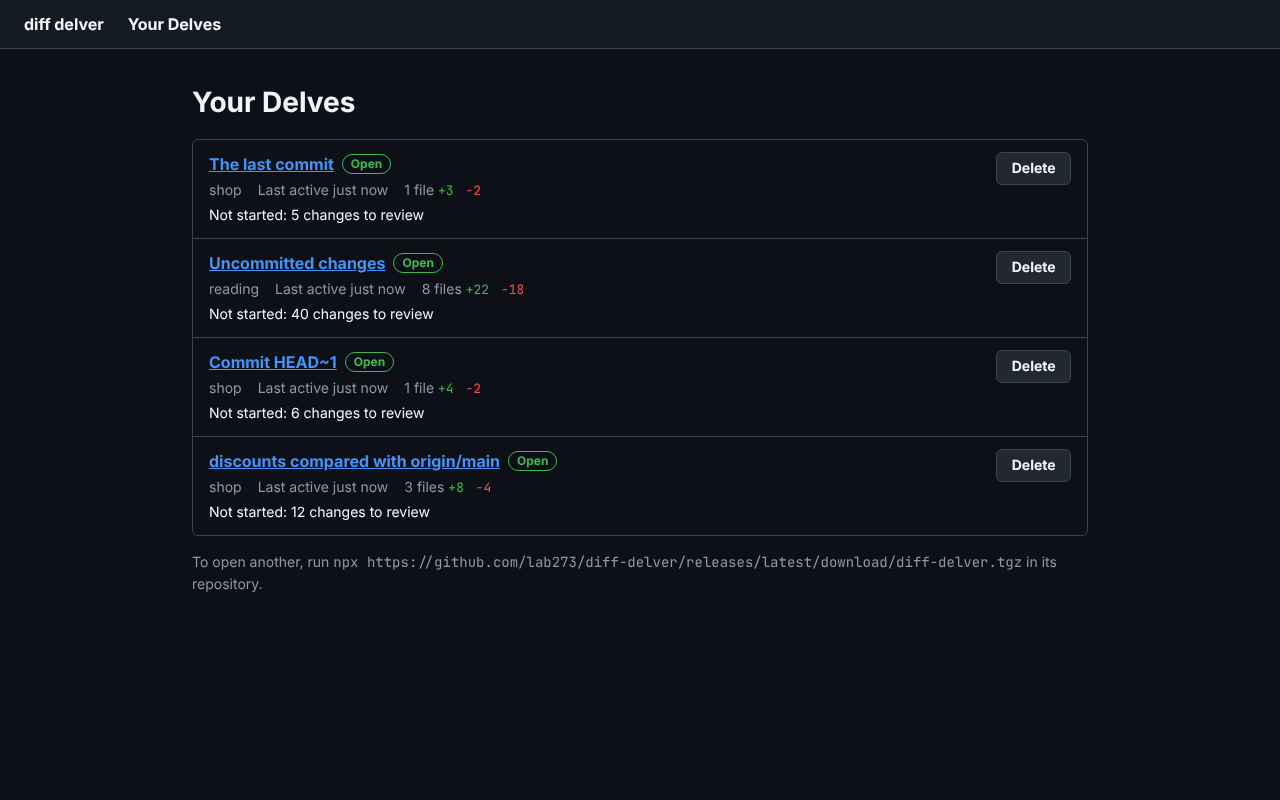 diff delver Your Delves
Your Delves
The last commit Open Delete
shop Last active just now 1 file +3 -2
Not started: 5 changes to review
Uncommitted changes Open Delete
reading Last active just now 8 files +22 -18
Not started: 40 changes to review
Commit HEAD~1 Open Delete
shop Last active just now 1 file +4 -2
Not started: 6 changes to review
discounts compared with origin/main Open Delete
shop Last active just now 3 files +8 -4
Not started: 12 changes to review
To open another, run npx https://github.com/lab273/diff-delver/releases/latest/download/diff-delver.tgz in its
repository.